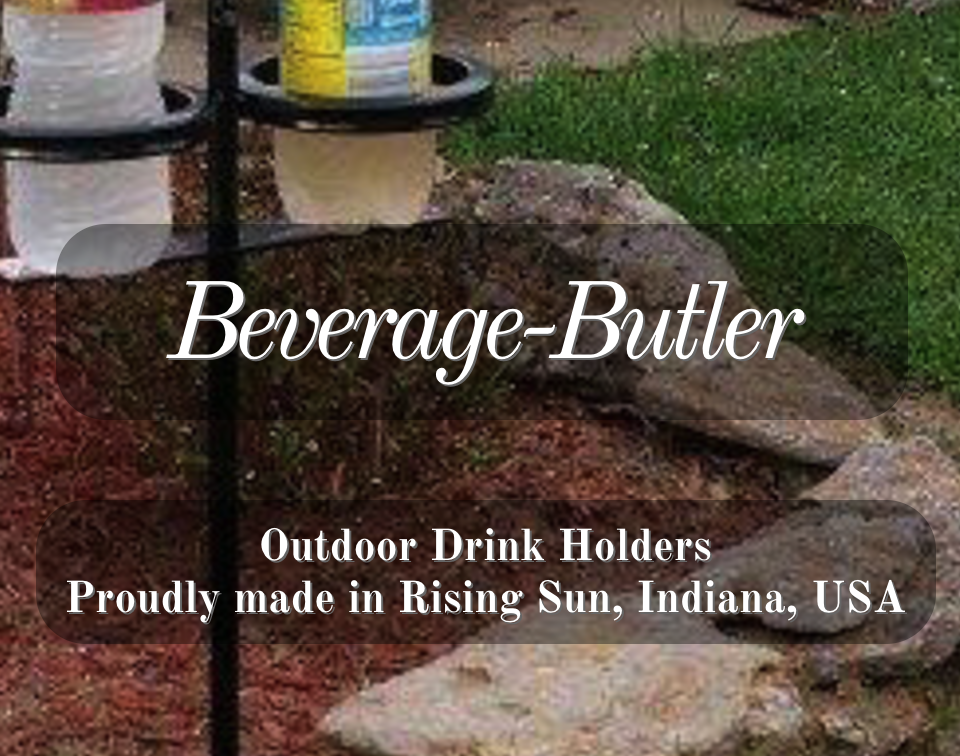 Beverage-Butler
Outdoor Drink Holders
Proudly made in Rising Sun, Indiana, USA